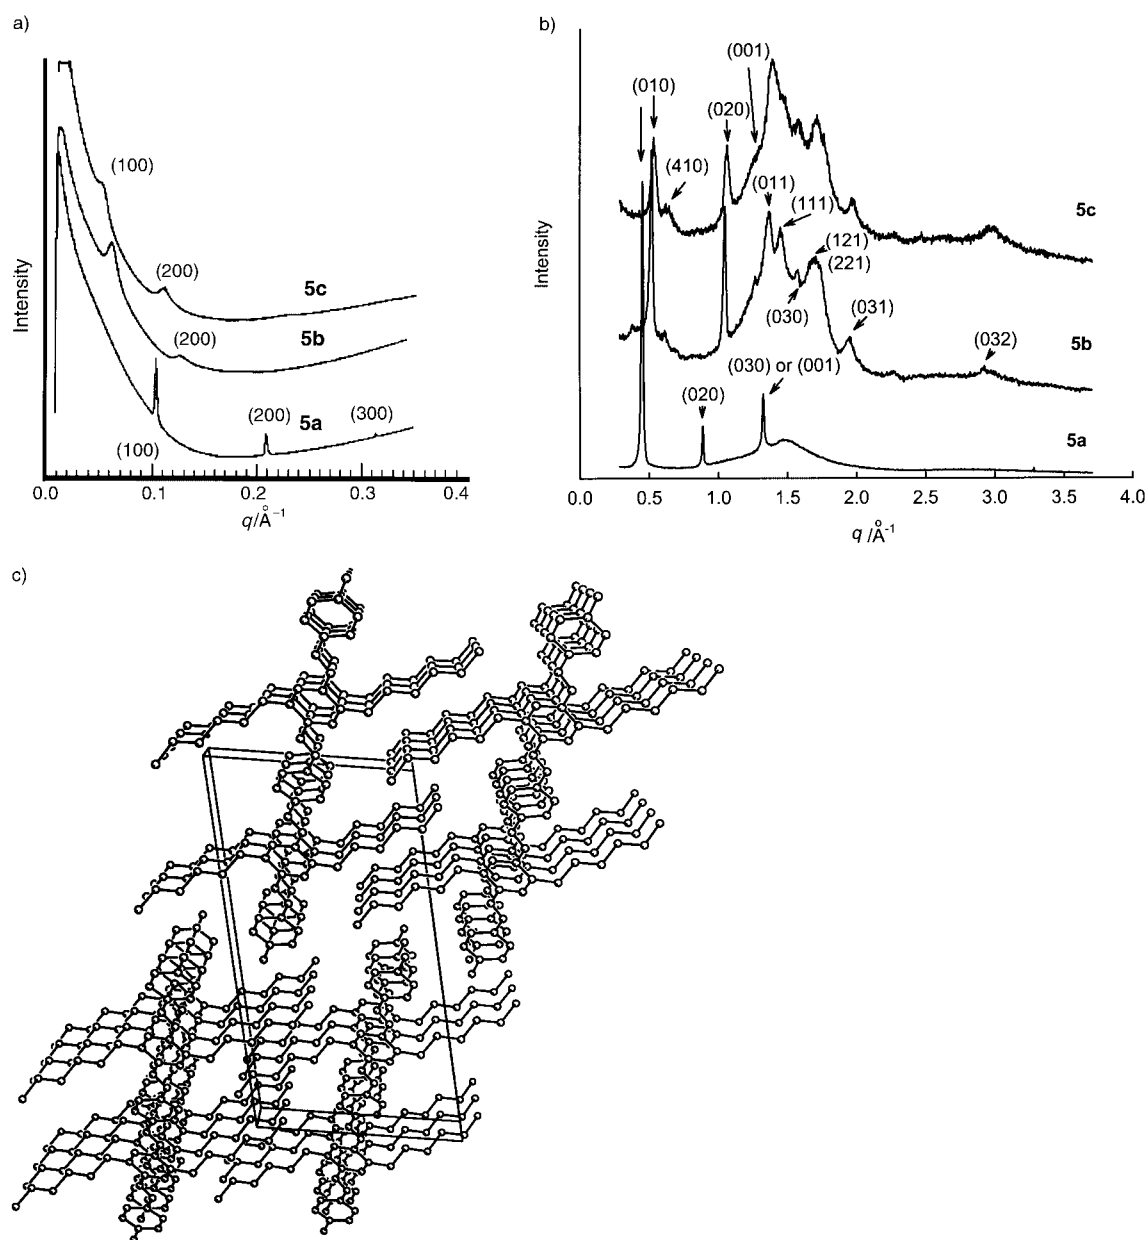 a)
(100)
(200)
5c
(200)
5b
(200)
(300)
5a
(100)
Intensity
0.0 0.1 0.2 0.3 0.4
q/Å⁻¹
b)
(001)
(010)
(020)
(410)
(011)
5c
(111)
(121)
(221)
(030)
(031)
(032)
5b
(030) or (001)
(020)
5a
Intensity
0.0 0.5 1.0 1.5 2.0 2.5 3.0 3.5 4.0
q/Å⁻¹
c)